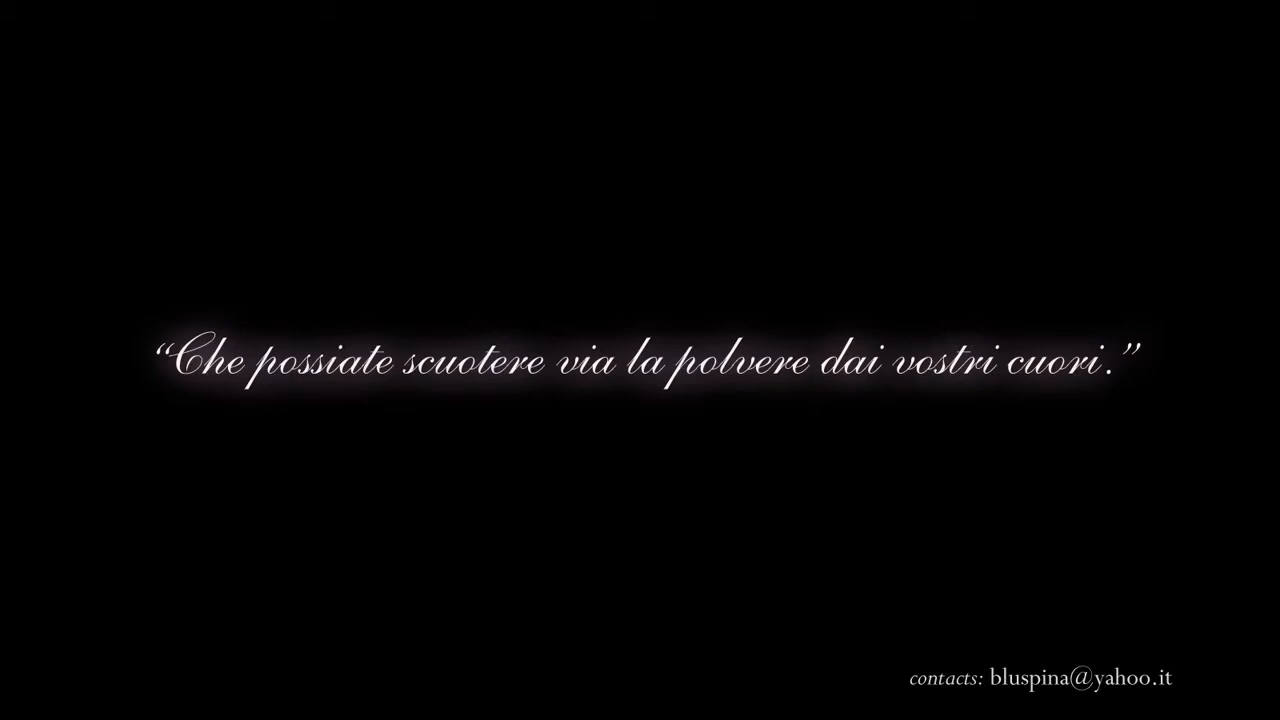 “Che possiate scuotere via la polvere dai vostri cuori.”
contacts: bluspina@yahoo.it